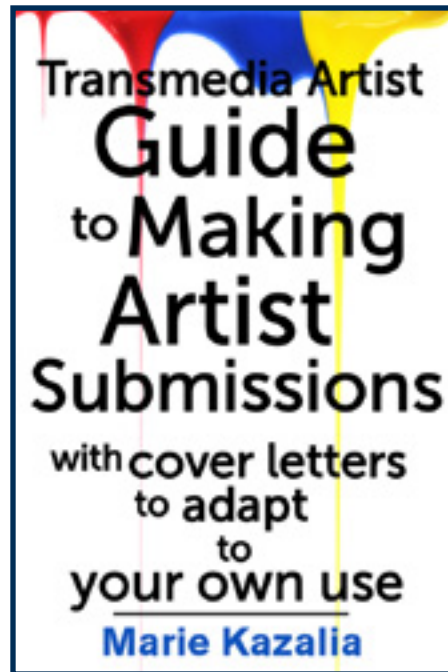 Transmedia Artist
Guide
to Making
Artist
Submissions
with cover letters
to adapt
to
your own use
Marie Kazalia